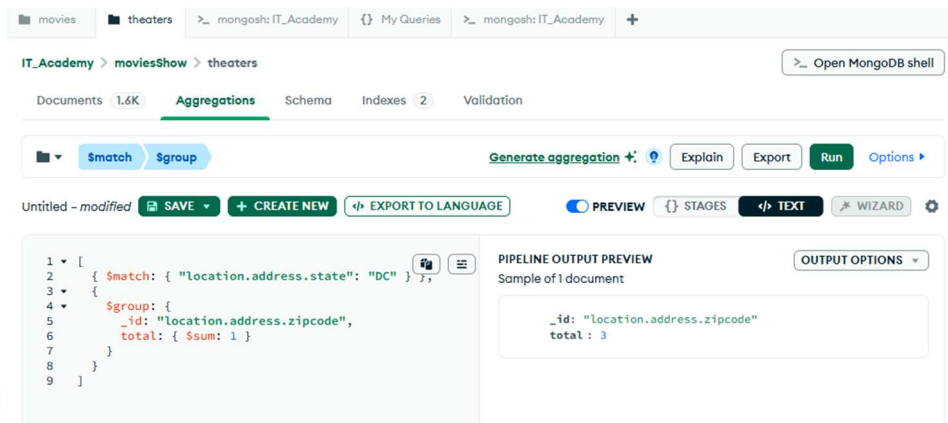 movies theaters >_ mongosh: IT_Academy {} My Queries >_ mongosh: IT_Academy +
IT_Academy > moviesShow > theaters >_ Open MongoDB shell
Documents 1.6K Aggregations Schema Indexes 2 Validation
$match $group Generate aggregation Explain Export Run Options
Untitled – modified SAVE + CREATE NEW </> EXPORT TO LANGUAGE PREVIEW {} STAGES </> TEXT WIZARD
1 [
2 { $match: { "location.address.state": "DC" } },
3 {
4 $group: {
5 _id: "location.address.zipcode",
6 total: { $sum: 1 }
7 }
8 }
9 ]
PIPELINE OUTPUT PREVIEW OUTPUT OPTIONS
Sample of 1 document
_id: "location.address.zipcode"
total : 3